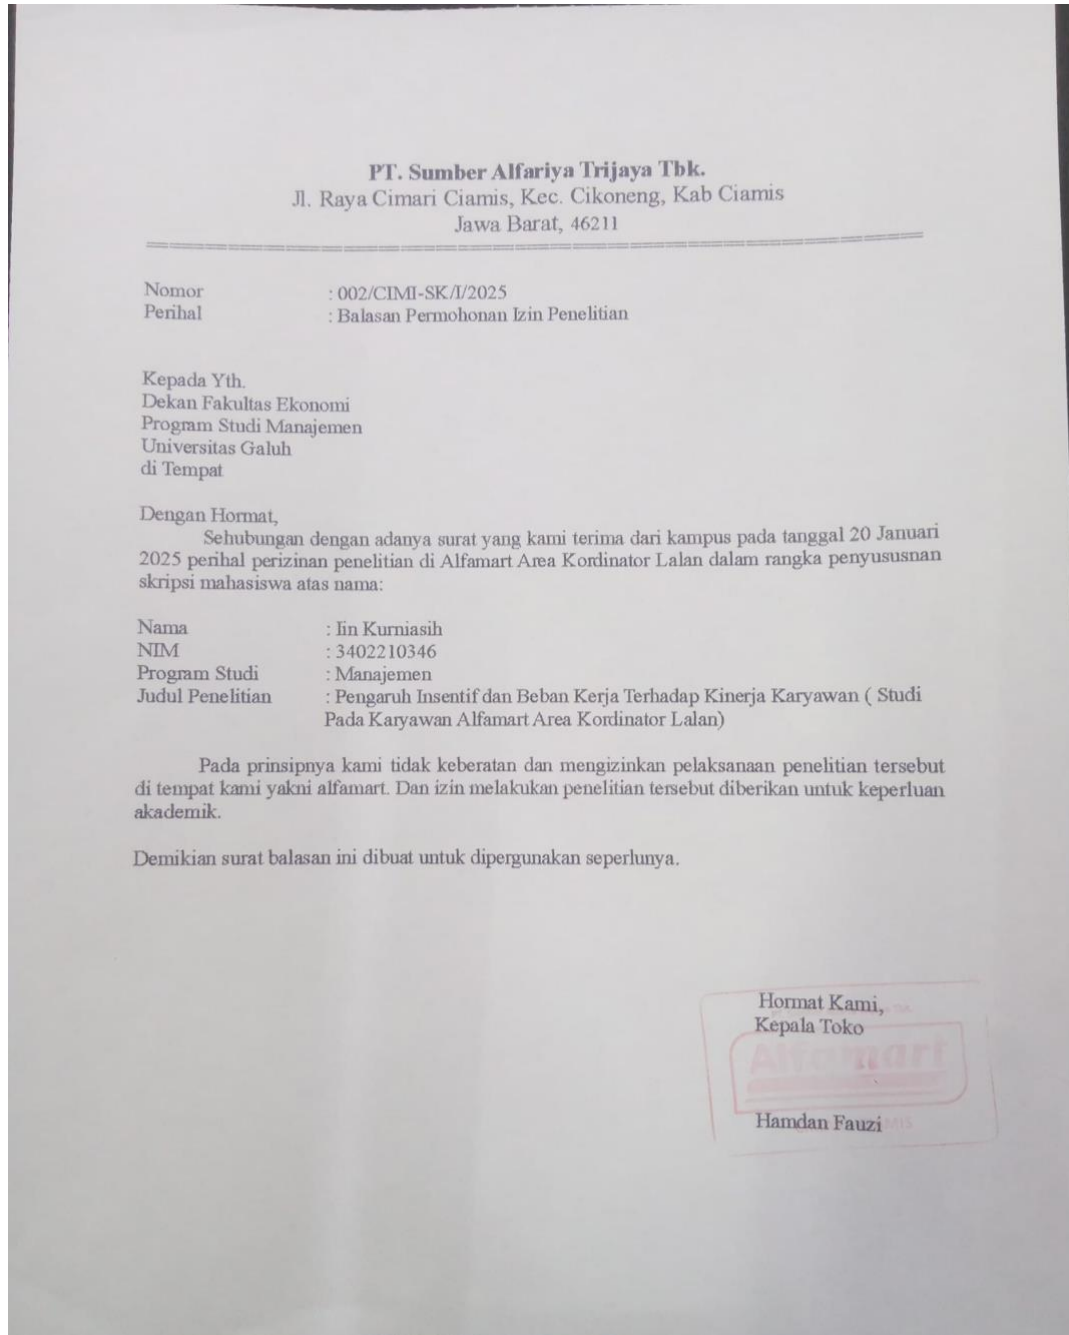 PT. Sumber Alfariya Trijaya Tbk.
Jl. Raya Cimari Ciamis, Kec. Cikoneng, Kab Ciamis
Jawa Barat, 46211
Nomor : 002/CIMI-SK/I/2025
Perihal : Balasan Permohonan Izin Penelitian
Kepada Yth.
Dekan Fakultas Ekonomi
Program Studi Manajemen
Universitas Galuh
di Tempat
Dengan Hormat,
Sehubungan dengan adanya surat yang kami terima dari kampus pada tanggal 20 Januari
2025 perihal perizinan penelitian di Alfamart Area Kordinator Lalan dalam rangka penyususnan
skripsi mahasiswa atas nama:
Nama : Iin Kurniasih
NIM : 3402210346
Program Studi : Manajemen
Judul Penelitian : Pengaruh Insentif dan Beban Kerja Terhadap Kinerja Karyawan ( Studi
Pada Karyawan Alfamart Area Kordinator Lalan)
Pada prinsipnya kami tidak keberatan dan mengizinkan pelaksanaan penelitian tersebut
di tempat kami yakni alfamart. Dan izin melakukan penelitian tersebut diberikan untuk keperluan
akademik.
Demikian surat balasan ini dibuat untuk dipergunakan seperlunya.
Hormat Kami,
Kepala Toko
Alfamart
Hamdan Fauzi